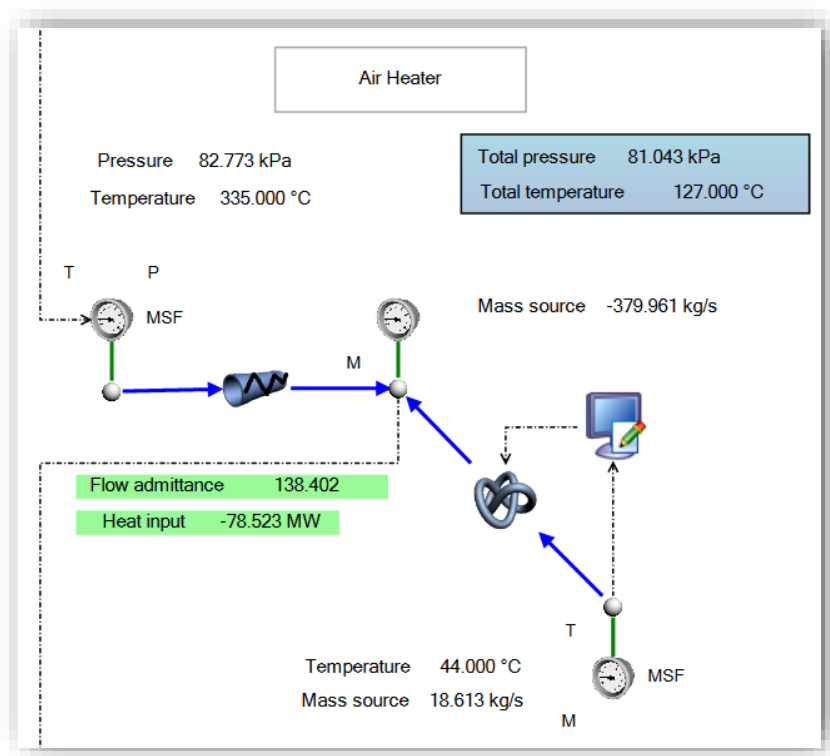 Air Heater
Pressure 82.773 kPa
Temperature 335.000 °C
Total pressure 81.043 kPa
Total temperature 127.000 °C
T P
MSF
Mass source -379.961 kg/s
M
Flow admittance 138.402
Heat input -78.523 MW
T
Temperature 44.000 °C
Mass source 18.613 kg/s
MSF
M